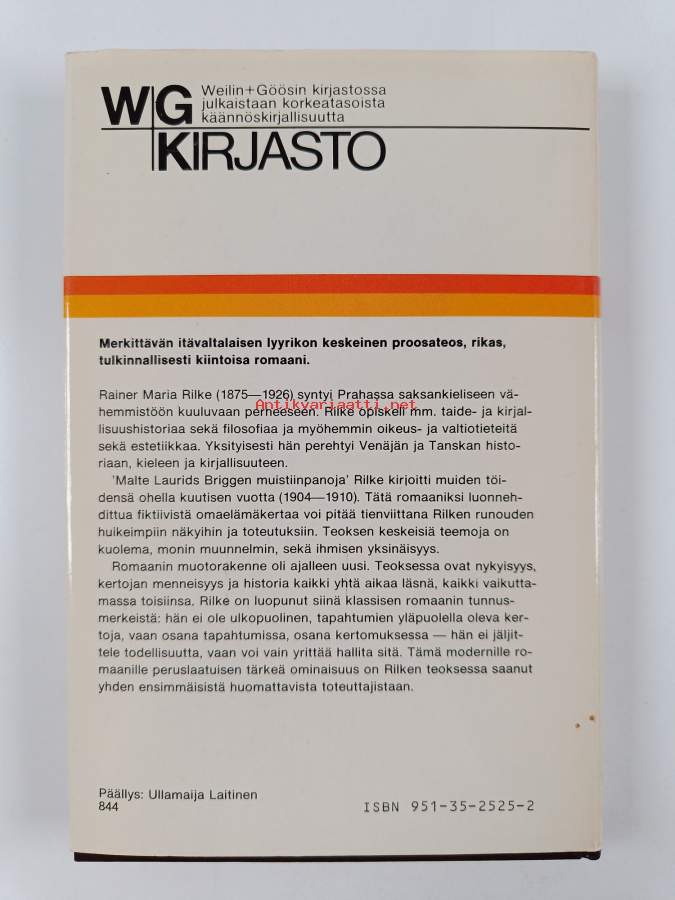 Weilin+Göösin kirjastossa
julkaistaan korkeatasoista
käännöskirjallisuutta
WG
KIRJASTO
Merkittävän itävaltalaisen lyyrikon keskeinen proosateos, rikas,
tulkinnallisesti kiintoisa romaani.
Rainer Maria Rilke (1875—1926) syntyi Prahassa saksankieliseen vä-
hemmistöön kuuluvaan perheeseen. Rilke opiskeli mm. taide- ja kirjal-
Antikvariaatti.net
lisuushistoriaa sekä filosofiaa ja myöhemmin oikeus- ja valtiotieteitä
sekä estetiikkaa. Yksityisesti hän perehtyi Venäjän ja Tanskan histo-
riaan, kieleen ja kirjallisuuteen.
'Malte Laurids Briggen muistiinpanoja' Rilke kirjoitti muiden töi-
densä ohella kuutisen vuotta (1904—1910). Tätä romaaniksi luonneh-
dittua fiktiivistä omaelämäkertaa voi pitää tienviittana Rilken runouden
huikeimpiin näkyihin ja toteutuksiin. Teoksen keskeisiä teemoja on
kuolema, monin muunnelmin, sekä ihmisen yksinäisyys.
Romaanin muotorakenne oli ajalleen uusi. Teoksessa ovat nykyisyys,
kertojan menneisyys ja historia kaikki yhtä aikaa läsnä, kaikki vaikutta-
massa toisiinsa. Rilke on luopunut siinä klassisen romaanin tunnus-
merkeistä: hän ei ole ulkopuolinen, tapahtumien yläpuolella oleva ker-
toja, vaan osana tapahtumissa, osana kertomuksessa — hän ei jäljit-
tele todellisuutta, vaan voi vain yrittää hallita sitä. Tämä modernille ro-
maanille peruslaatuisen tärkeä ominaisuus on Rilken teoksessa saanut
yhden ensimmäisistä huomattavista toteuttajistaan.
Päällys: Ullamaija Laitinen
844
ISBN 951-35-2525-2